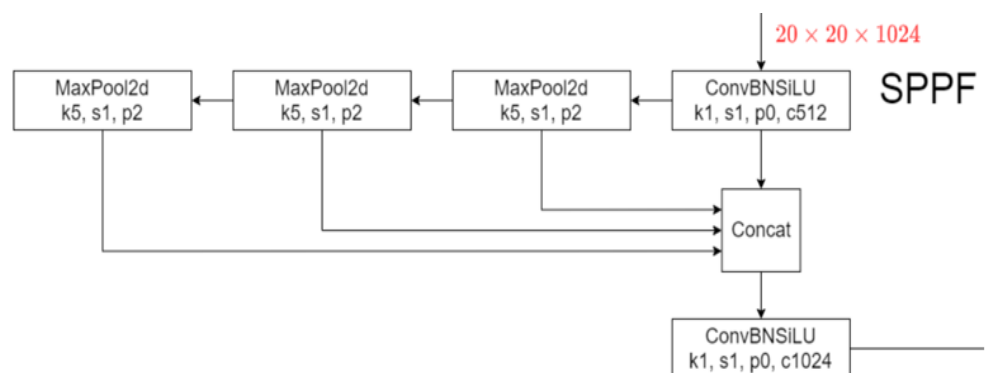 20 × 20 × 1024
SPPF
MaxPool2d
k5, s1, p2
MaxPool2d
k5, s1, p2
MaxPool2d
k5, s1, p2
ConvBNSiLU
k1, s1, p0, c512
Concat
ConvBNSiLU
k1, s1, p0, c1024